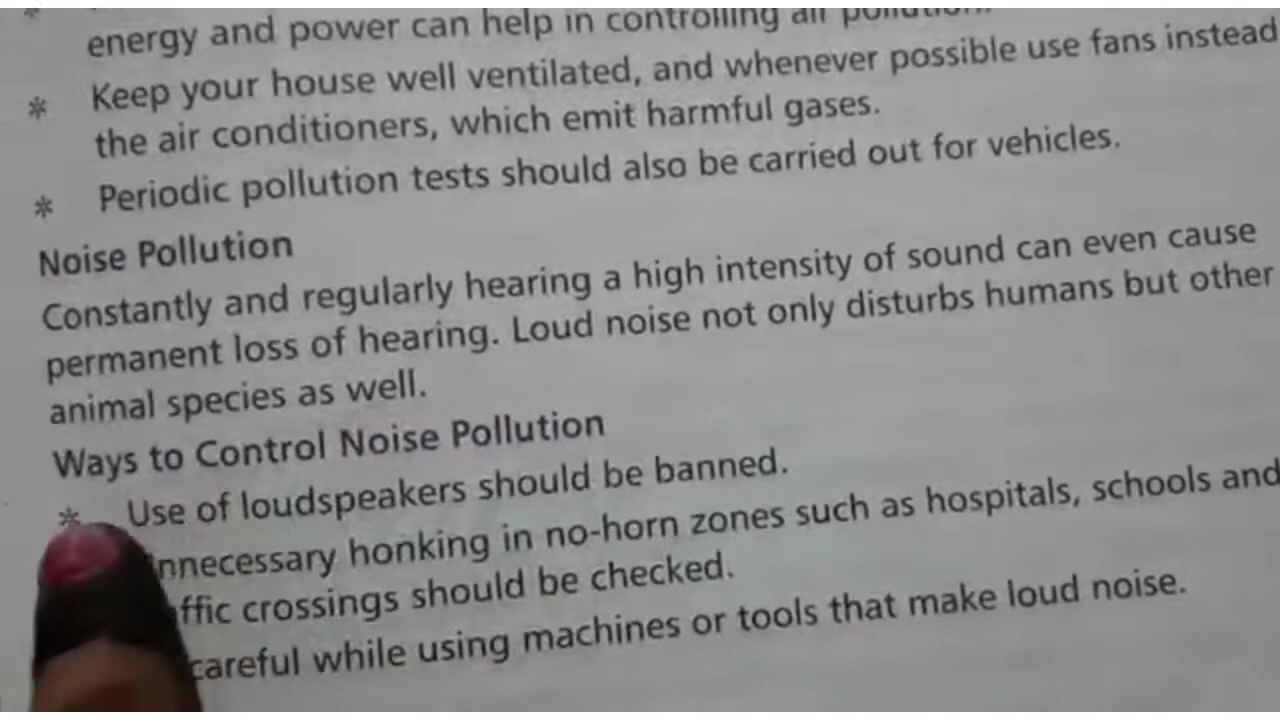 energy and power can help in controlling air pollution.
* Keep your house well ventilated, and whenever possible use fans instead
the air conditioners, which emit harmful gases.
* Periodic pollution tests should also be carried out for vehicles.
Noise Pollution
Constantly and regularly hearing a high intensity of sound can even cause
permanent loss of hearing. Loud noise not only disturbs humans but other
animal species as well.
Ways to Control Noise Pollution
* Use of loudspeakers should be banned.
nnecessary honking in no-horn zones such as hospitals, schools and
ffic crossings should be checked.
careful while using machines or tools that make loud noise.